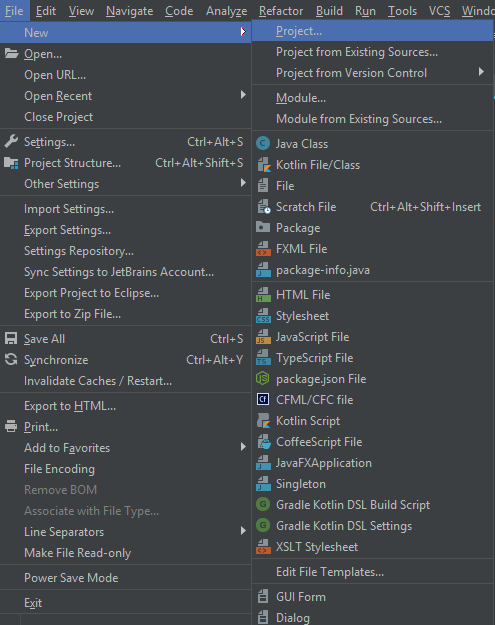 File Edit View Navigate Code Analyze Refactor Build Run Tools VCS Windo
New
Open...
Open URL...
Open Recent
Close Project
Settings... Ctrl+Alt+S
Project Structure... Ctrl+Alt+Shift+S
Other Settings
Import Settings...
Export Settings...
Settings Repository...
Sync Settings to JetBrains Account...
Export Project to Eclipse...
Export to Zip File...
Save All Ctrl+S
Synchronize Ctrl+Alt+Y
Invalidate Caches / Restart...
Export to HTML...
Print...
Add to Favorites
File Encoding
Remove BOM
Associate with File Type...
Line Separators
Make File Read-only
Power Save Mode
Exit
Project...
Project from Existing Sources...
Project from Version Control
Module...
Module from Existing Sources...
C Java Class
Kotlin File/Class
File
Scratch File Ctrl+Alt+Shift+Insert
Package
<> FXML File
J package-info.java
H HTML File
CSS Stylesheet
JS JavaScript File
TG TypeScript File
JS package.json File
Cf CFML/CFC file
Kotlin Script
CoffeeScript File
J JavaFXApplication
J Singleton
G Gradle Kotlin DSL Build Script
G Gradle Kotlin DSL Settings
<> XSLT Stylesheet
Edit File Templates...
GUI Form
Dialog